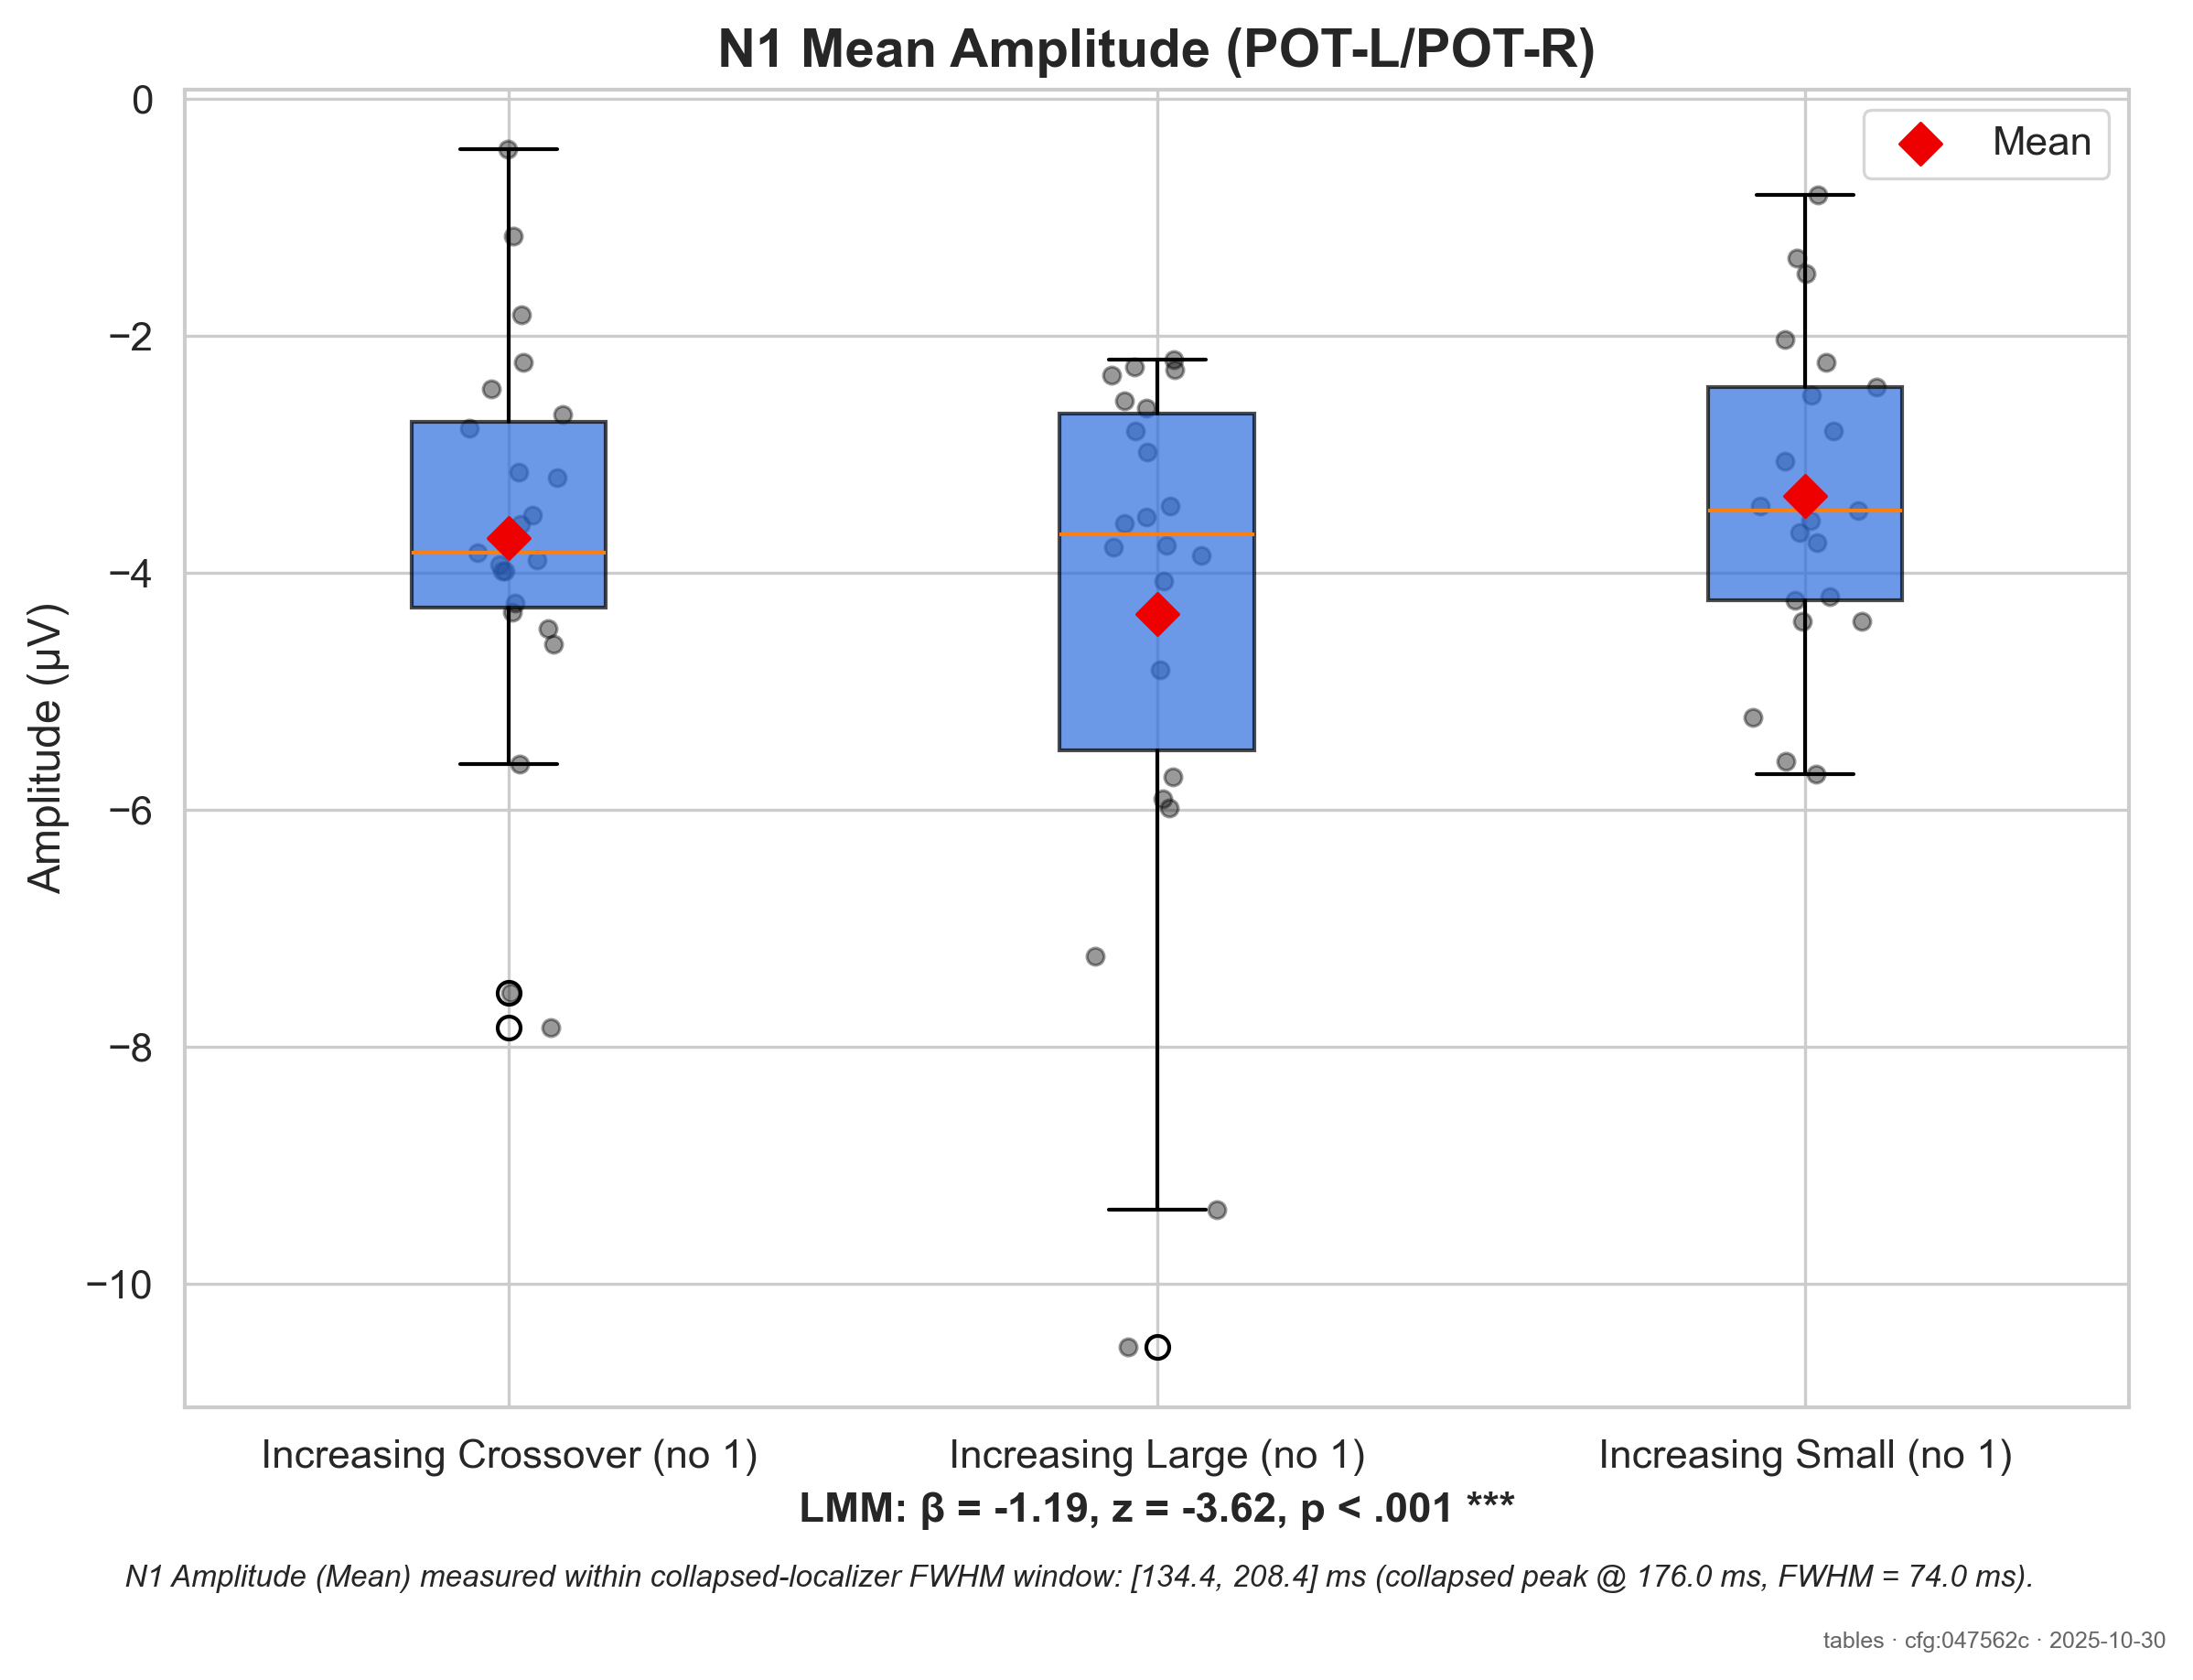 N1 Mean Amplitude (POT-L/POT-R)
Mean
0
−2
−4
−6
−8
−10
Amplitude (μV)
Increasing Crossover (no 1)
Increasing Large (no 1)
Increasing Small (no 1)
LMM: β = -1.19, z = -3.62, p < .001 ***
N1 Amplitude (Mean) measured within collapsed-localizer FWHM window: [134.4, 208.4] ms (collapsed peak @ 176.0 ms, FWHM = 74.0 ms).
tables · cfg:047562c · 2025-10-30